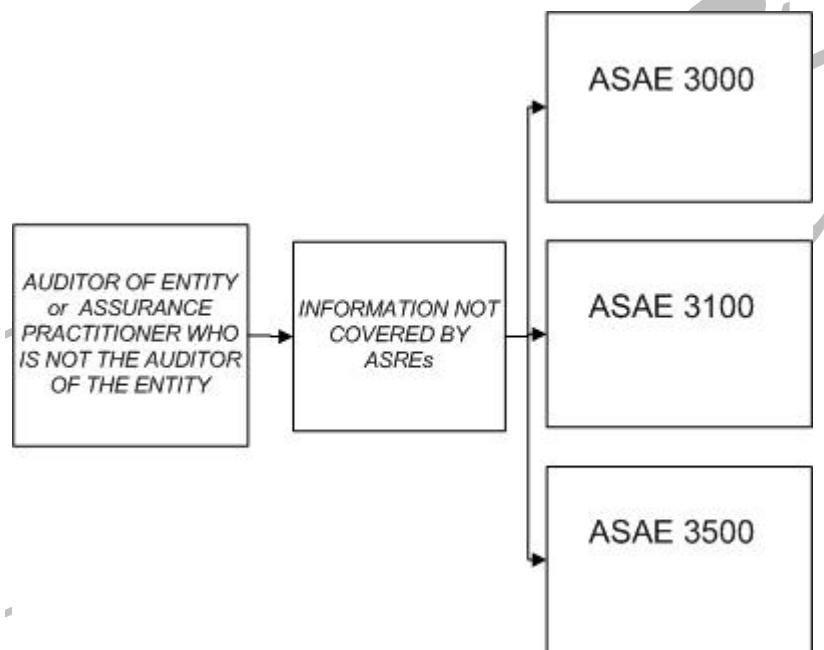 ASAE 3000
AUDITOR OF ENTITY
or ASSURANCE
PRACTITIONER WHO
IS NOT THE AUDITOR
OF THE ENTITY
INFORMATION NOT
COVERED BY
ASREs
ASAE 3100
ASAE 3500